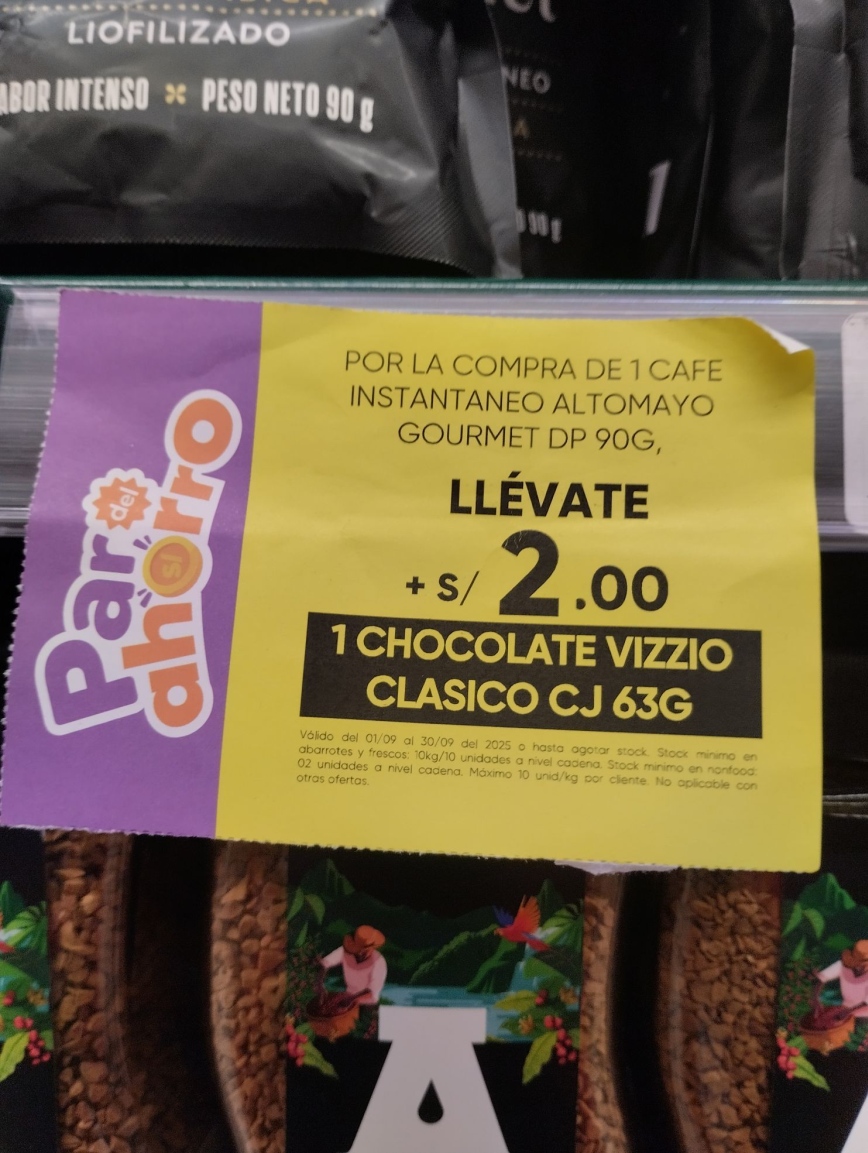 LIOFILIZADO
ABOR INTENSO PESO NETO 90 g
90 g
Par del ahorro
S/
POR LA COMPRA DE 1 CAFE
INSTANTANEO ALTOMAYO
GOURMET DP 90G,
LLÉVATE
+ S/ 2.00
1 CHOCOLATE VIZZIO
CLASICO CJ 63G
Válido del 01/09 al 30/09 del 2025 o hasta agotar stock. Stock mínimo en
abarrotes y frescos: 10kg/10 unidades a nivel cadena. Stock mínimo en nonfood:
02 unidades a nivel cadena. Máximo 10 unid/kg por cliente. No aplicable con
otras ofertas.
A